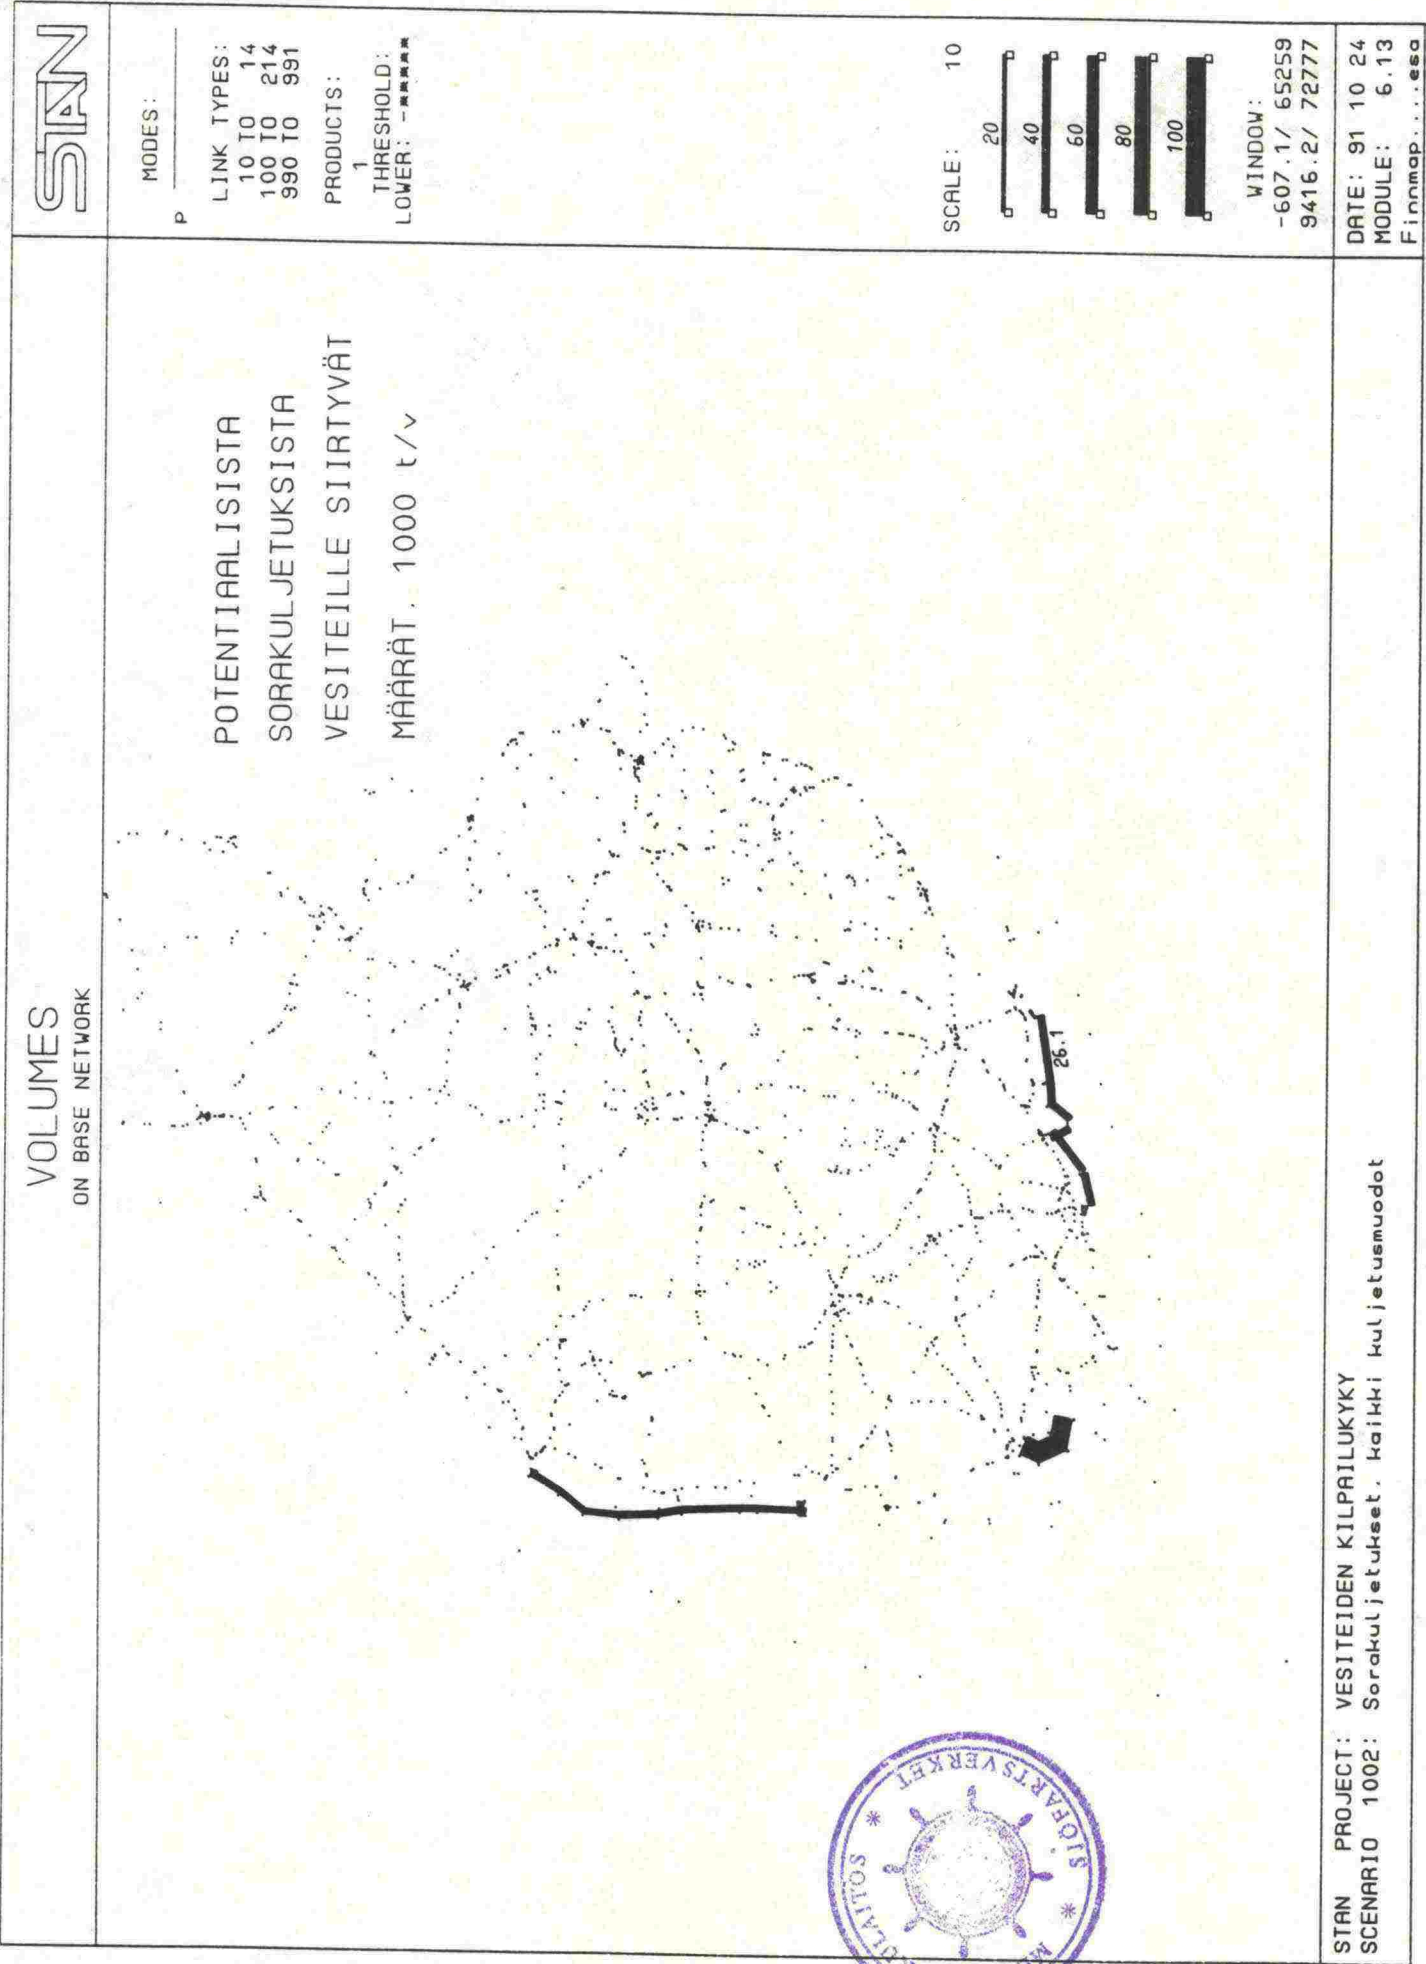 VOLUMES
ON BASE NETWORK
STAN
MODES:
P
LINK TYPES:
10 TO 14
100 TO 214
990 TO 991
PRODUCTS:
1
THRESHOLD:
LOWER: -*****
POTENTIAALISISTA
SORAKULJETUKSISTA
VESITEILLE SIIRTYVÄT
MÄÄRÄT, 1000 t/v
26.1
SCALE: 10
20
40
60
80
100
WINDOW:
-607.1/ 65259
9416.2/ 72777
STAN PROJECT: VESITEIDEN KILPAILUKYKY
SCENARIO 1002: Sorakuljetukset, kaikki kuljetusmuodot
DATE: 91 10 24
MODULE: 6.13
Finnmap.....esa
SJÖFARTSVERKET